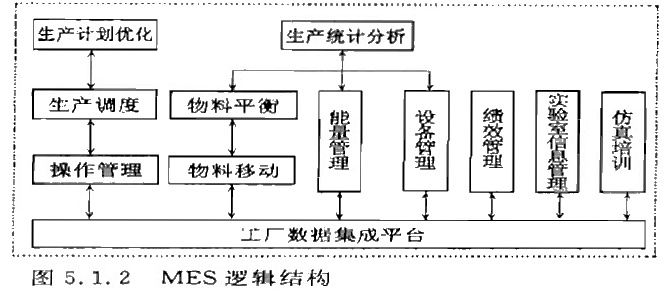 生产计划优化
生产统计分析
生产调度
物料平衡
能量管理
设备管理
绩效管理
实验室信息管理
仿真培训
操作管理
物料移动
工厂数据集成平台
图 5.1.2 MES 逻辑结构